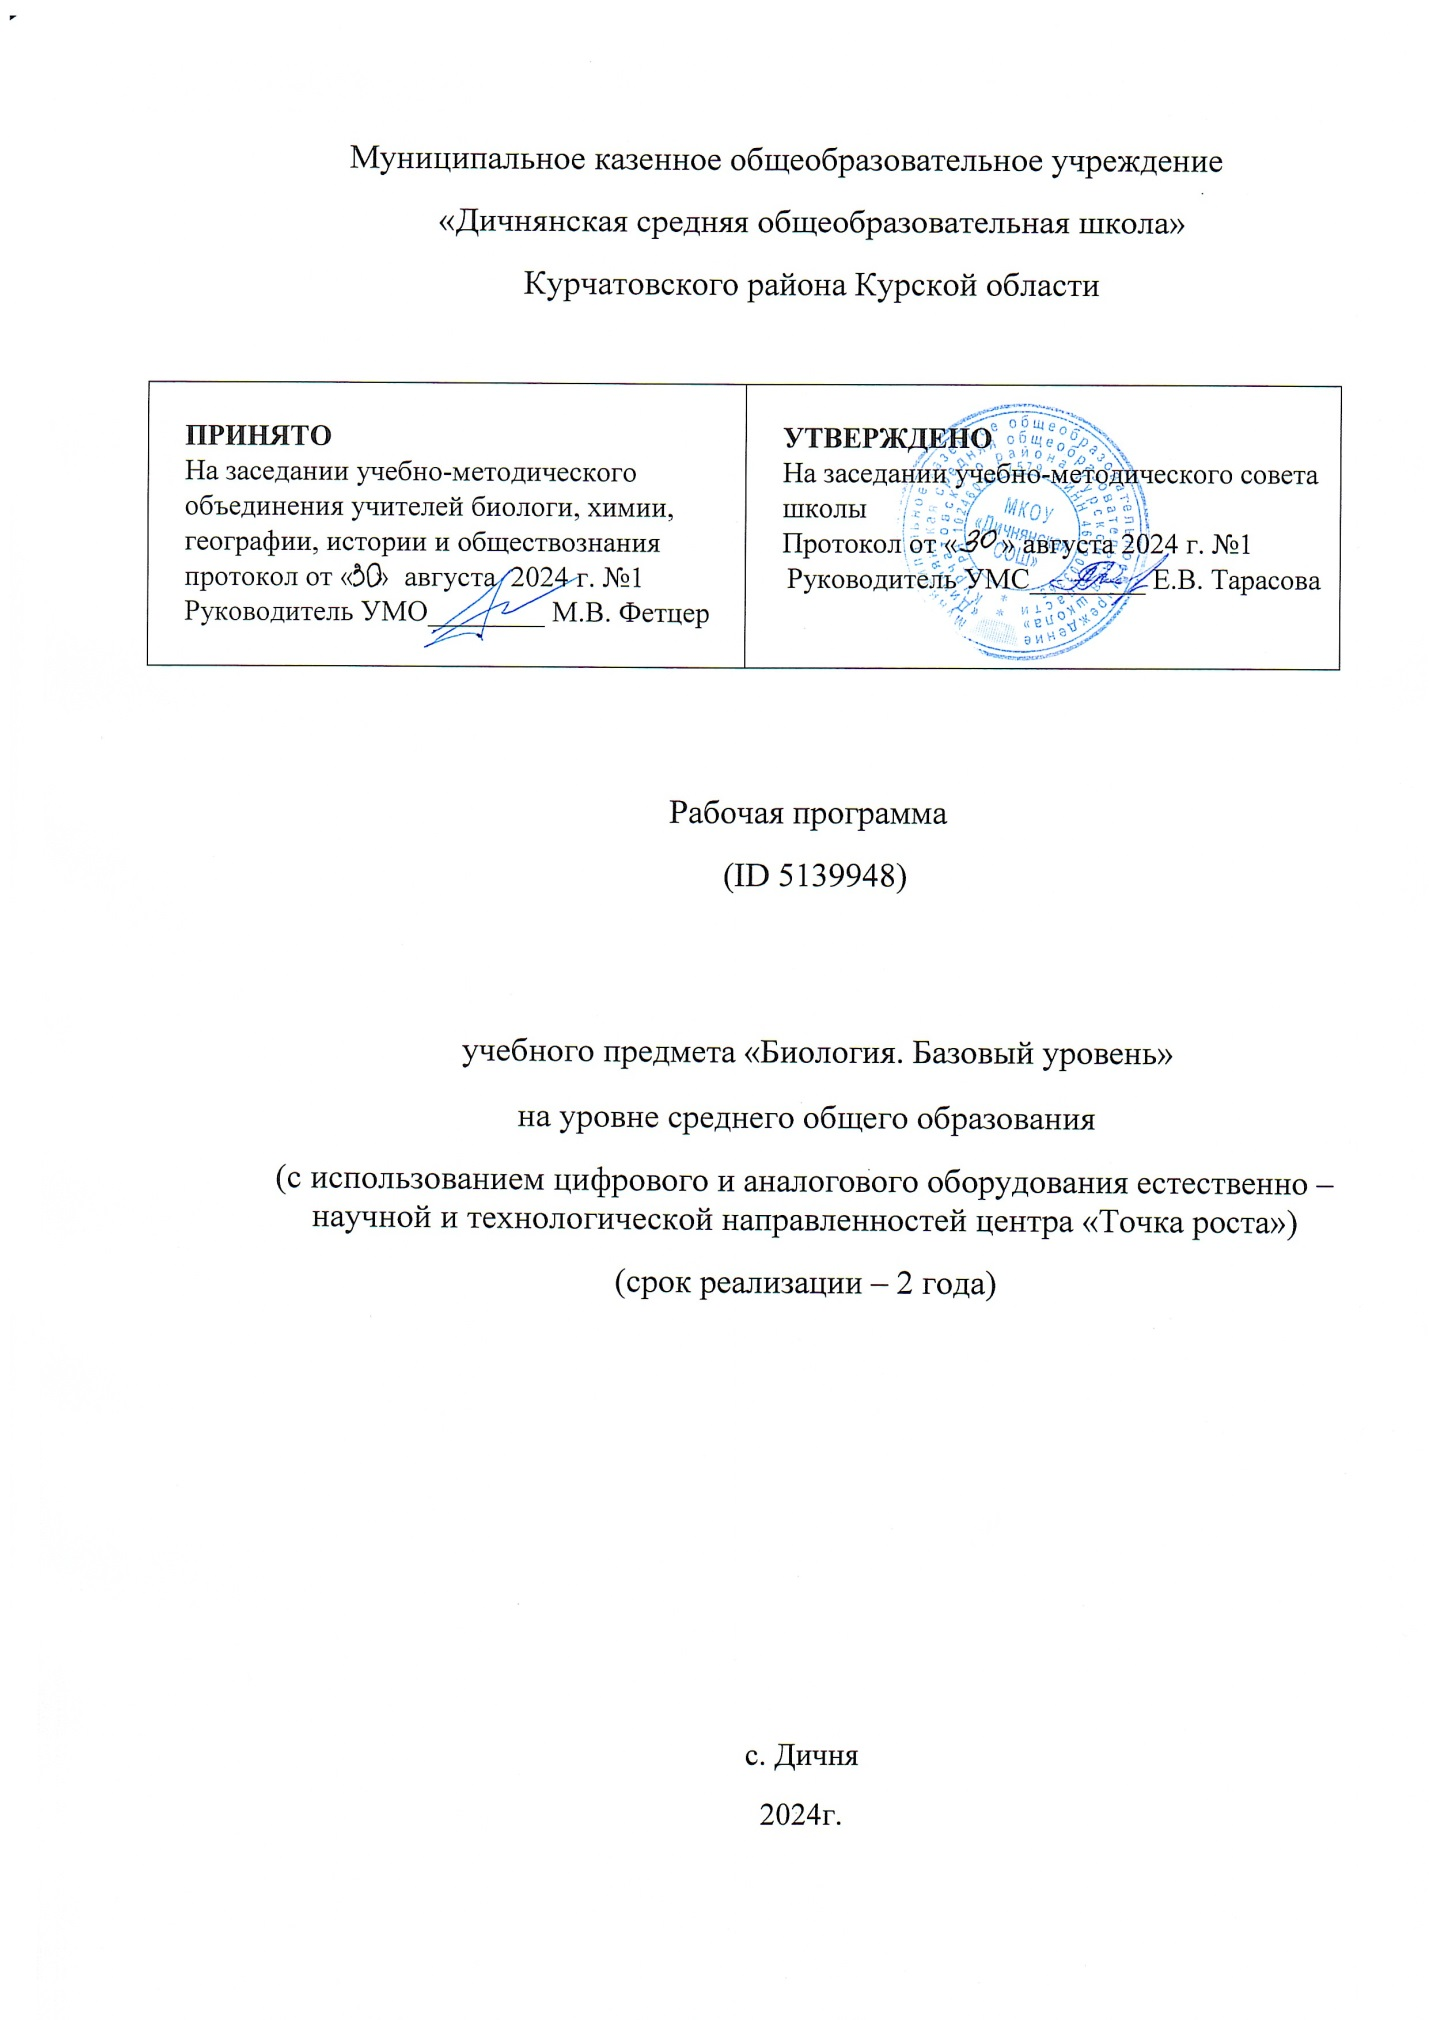 Муниципальное казенное общеобразовательное учреждение
«Дичнянская средняя общеобразовательная школа»
Курчатовского района Курской области
ПРИНЯТО
На заседании учебно-методического
объединения учителей биологи, химии,
географии, истории и обществознания
протокол от «30» августа 2024 г. №1
Руководитель УМО_________ М.В. Фетцер
УТВЕРЖДЕНО
На заседании учебно-методического совета
школы
Протокол от «30» августа 2024 г. №1
Руководитель УМС_________ Е.В. Тарасова
МКОУ
«Дичнянская
СОШ»
Рабочая программа
(ID 5139948)
учебного предмета «Биология. Базовый уровень»
на уровне среднего общего образования
(с использованием цифрового и аналогового оборудования естественно –
научной и технологической направленностей центра «Точка роста»)
(срок реализации – 2 года)
с. Дичня
2024г.